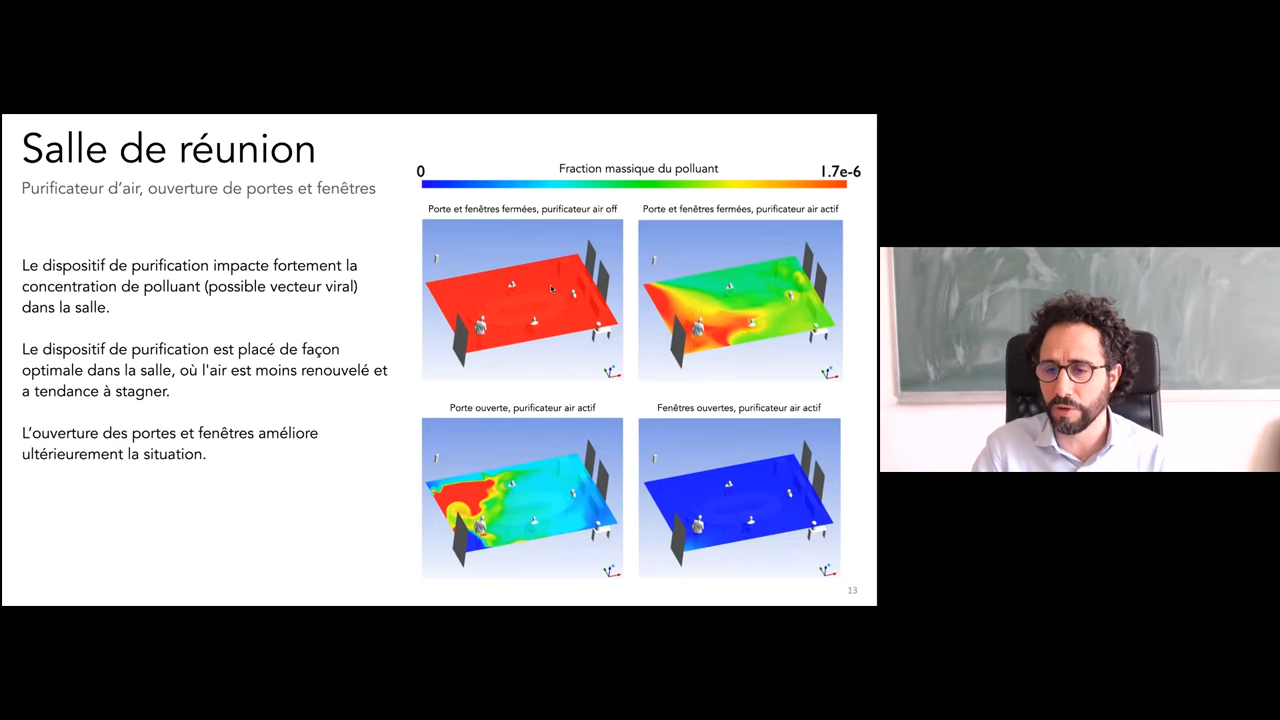 Salle de réunion
Purificateur d'air, ouverture de portes et fenêtres
Le dispositif de purification impacte fortement la
concentration de polluant (possible vecteur viral)
dans la salle.
Le dispositif de purification est placé de façon
optimale dans la salle, où l'air est moins renouvelé et
a tendance à stagner.
L'ouverture des portes et fenêtres améliore
ultérieurement la situation.
0
Fraction massique du polluant
1.7e-6
Porte et fenêtres fermées, purificateur air off
Porte et fenêtres fermées, purificateur air actif
Porte ouverte, purificateur air actif
Fenêtres ouvertes, purificateur air actif
13